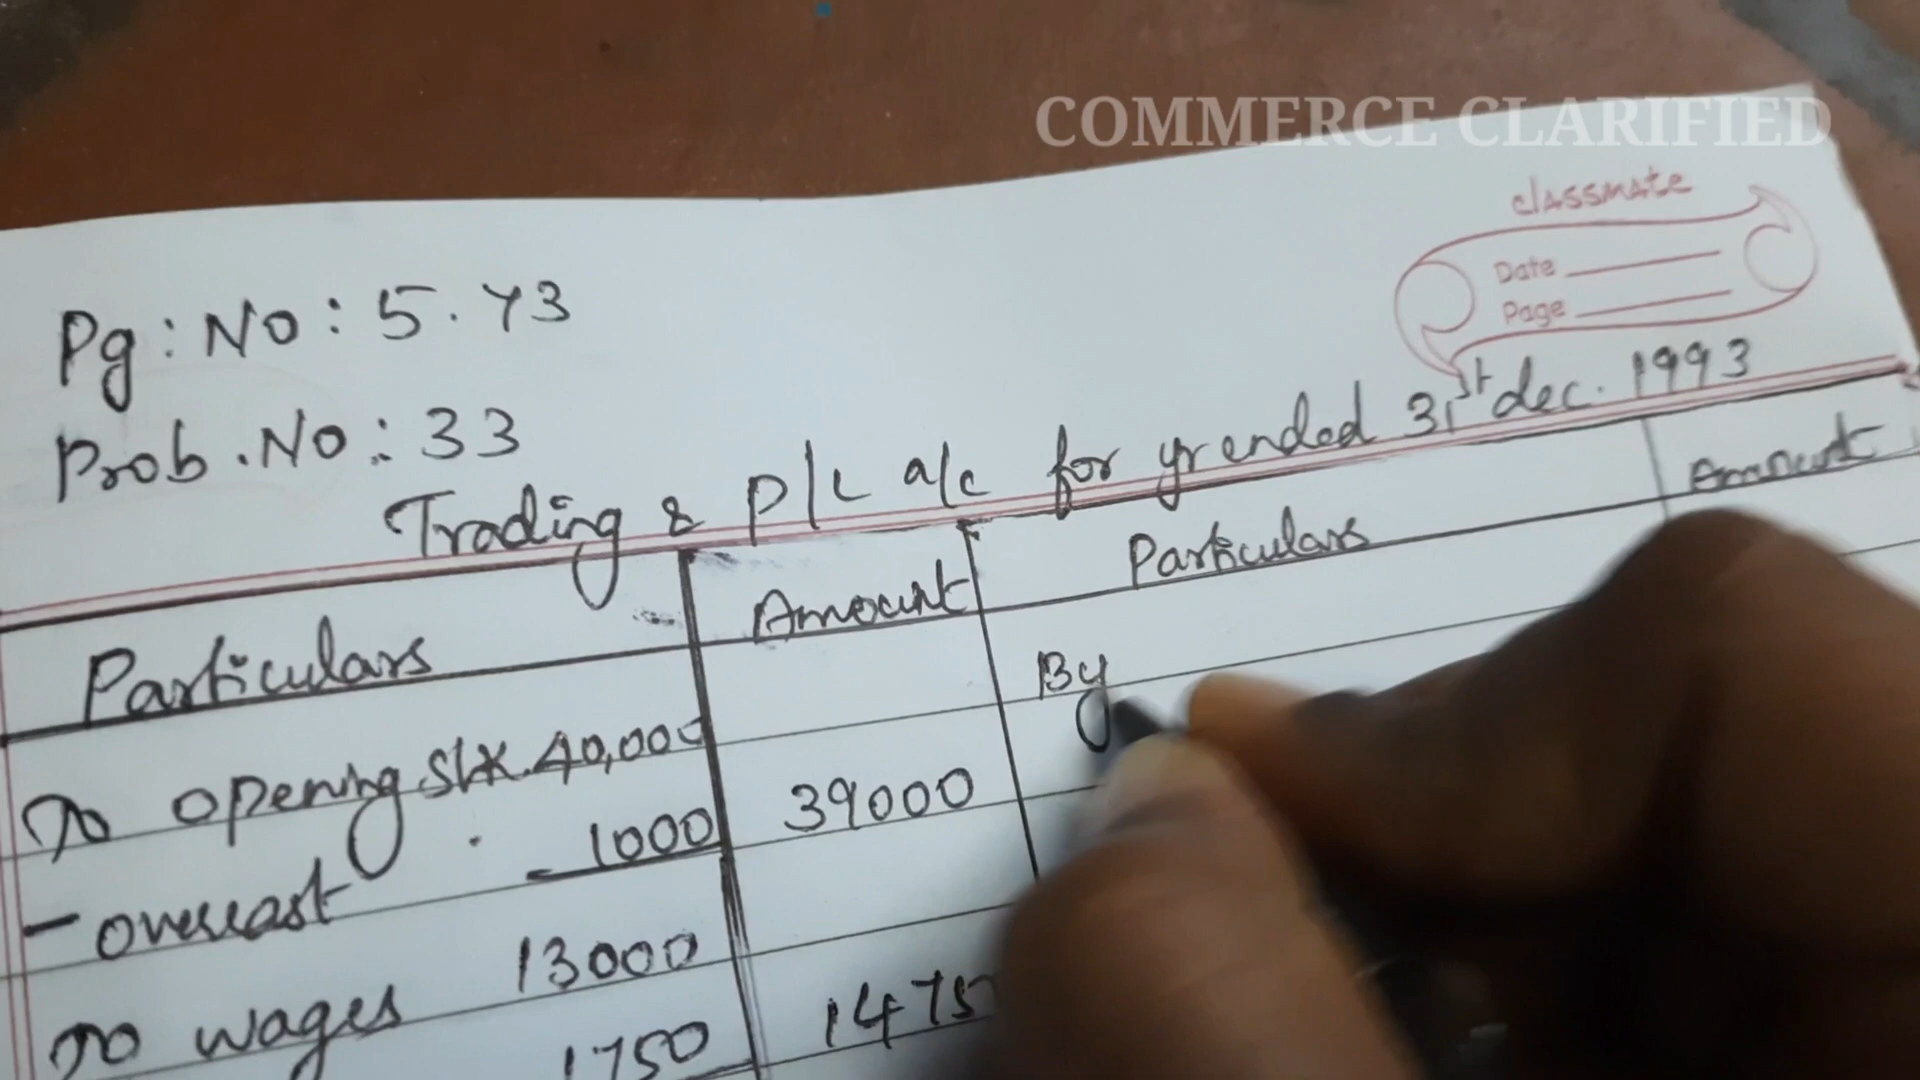 COMMERCE CLARIFIED
classmate
Date
Page
Pg: No: 5.73
Prob. No: 33
Trading & P/L a/c for yr ended 31st dec. 1993
Particulars Amount Particulars Amount
By
To opening Stk. 40,000
- overcast 1000 39000
To wages 13000
1750 1475